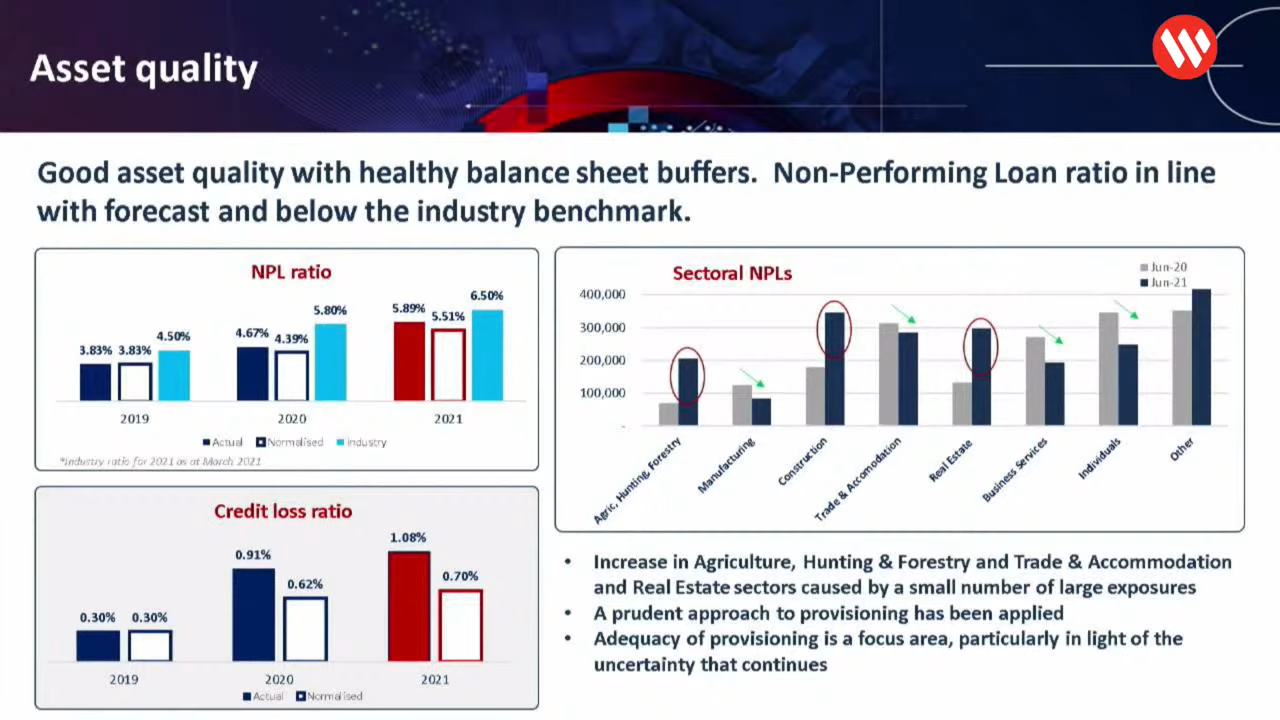 Asset quality
Good asset quality with healthy balance sheet buffers.  Non-Performing Loan ratio in line
with forecast and below the industry benchmark.
NPL ratio
3.83% 3.83% 4.50%
4.67% 4.39% 5.80%
5.89% 5.51% 6.50%
2019 2020 2021
Actual Normalised Industry
*Industry ratio for 2021 as at March 2021
Credit loss ratio
0.30% 0.30%
0.91% 0.62%
1.08% 0.70%
2019 2020 2021
Actual Normalised
Sectoral NPLs
Jun-20
Jun-21
400,000
300,000
200,000
100,000
-
Agric, Hunting, Forestry
Manufacturing
Construction
Trade & Accomodation
Real Estate
Business Services
Individuals
Other
• Increase in Agriculture, Hunting & Forestry and Trade & Accommodation
and Real Estate sectors caused by a small number of large exposures
• A prudent approach to provisioning has been applied
• Adequacy of provisioning is a focus area, particularly in light of the
uncertainty that continues